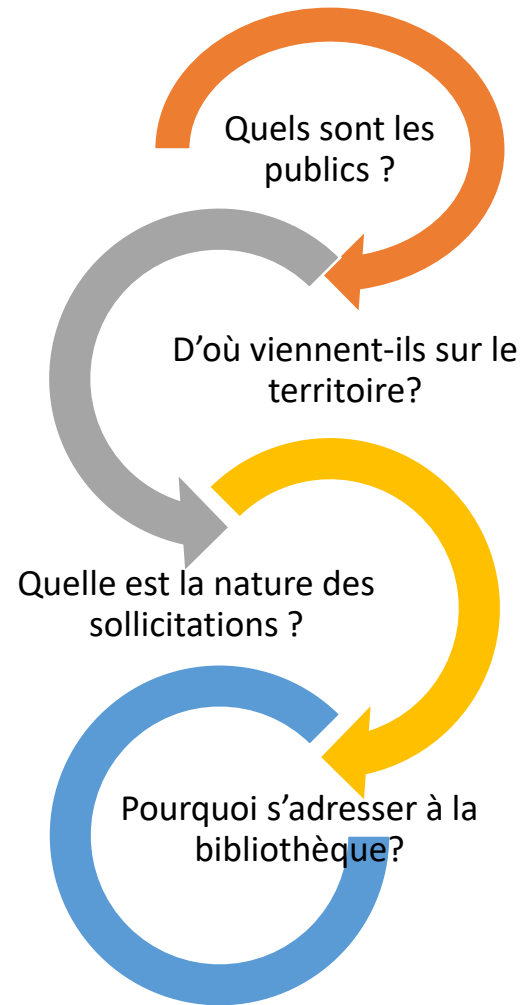 Quels sont les
publics ?
D’où viennent-ils sur le
territoire?
Quelle est la nature des
sollicitations ?
Pourquoi s’adresser à la
bibliothèque?